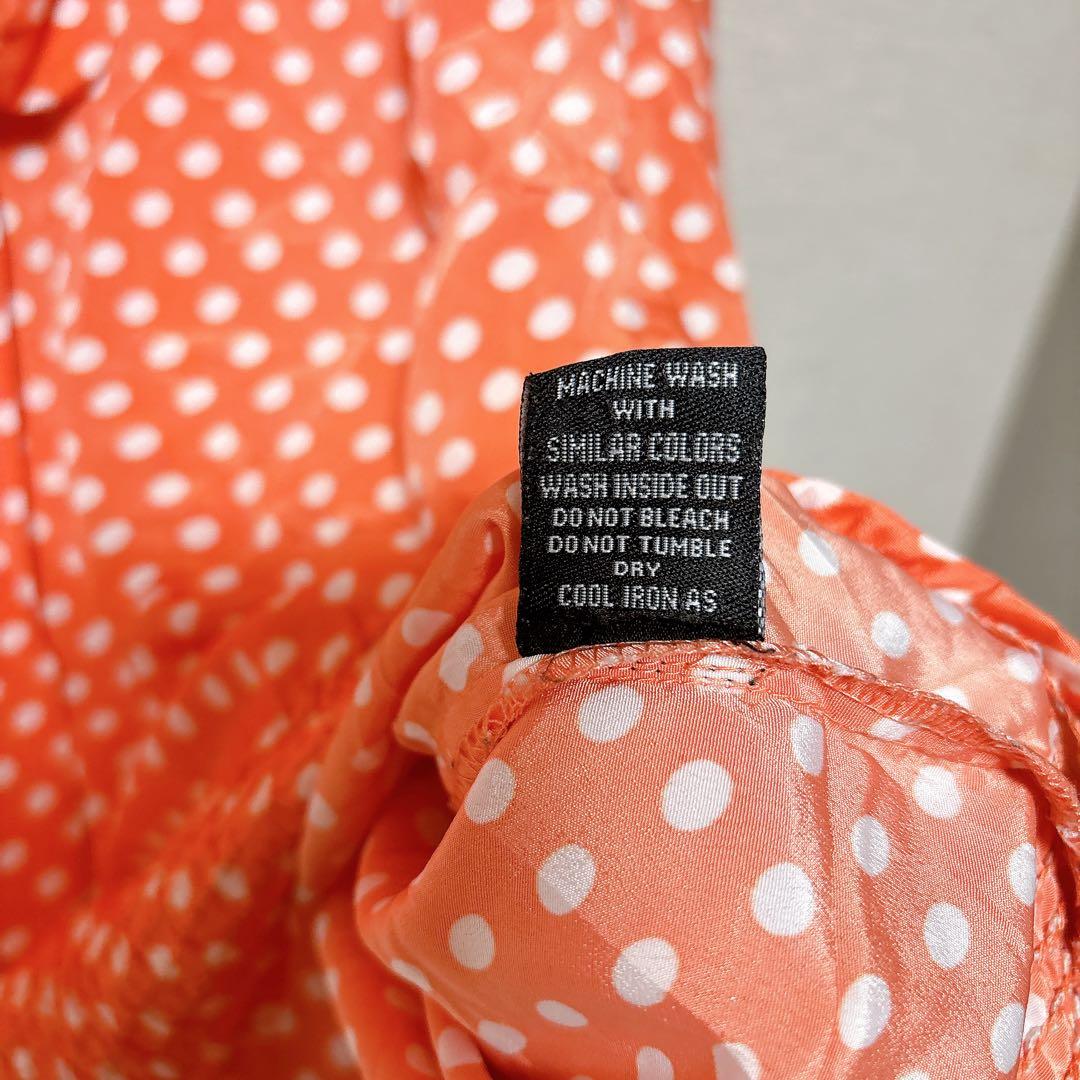 MACHINE WASH
WITH
SIMILAR COLORS
WASH INSIDE OUT
DO NOT BLEACH
DO NOT TUMBLE
DRY
COOL IRON AS